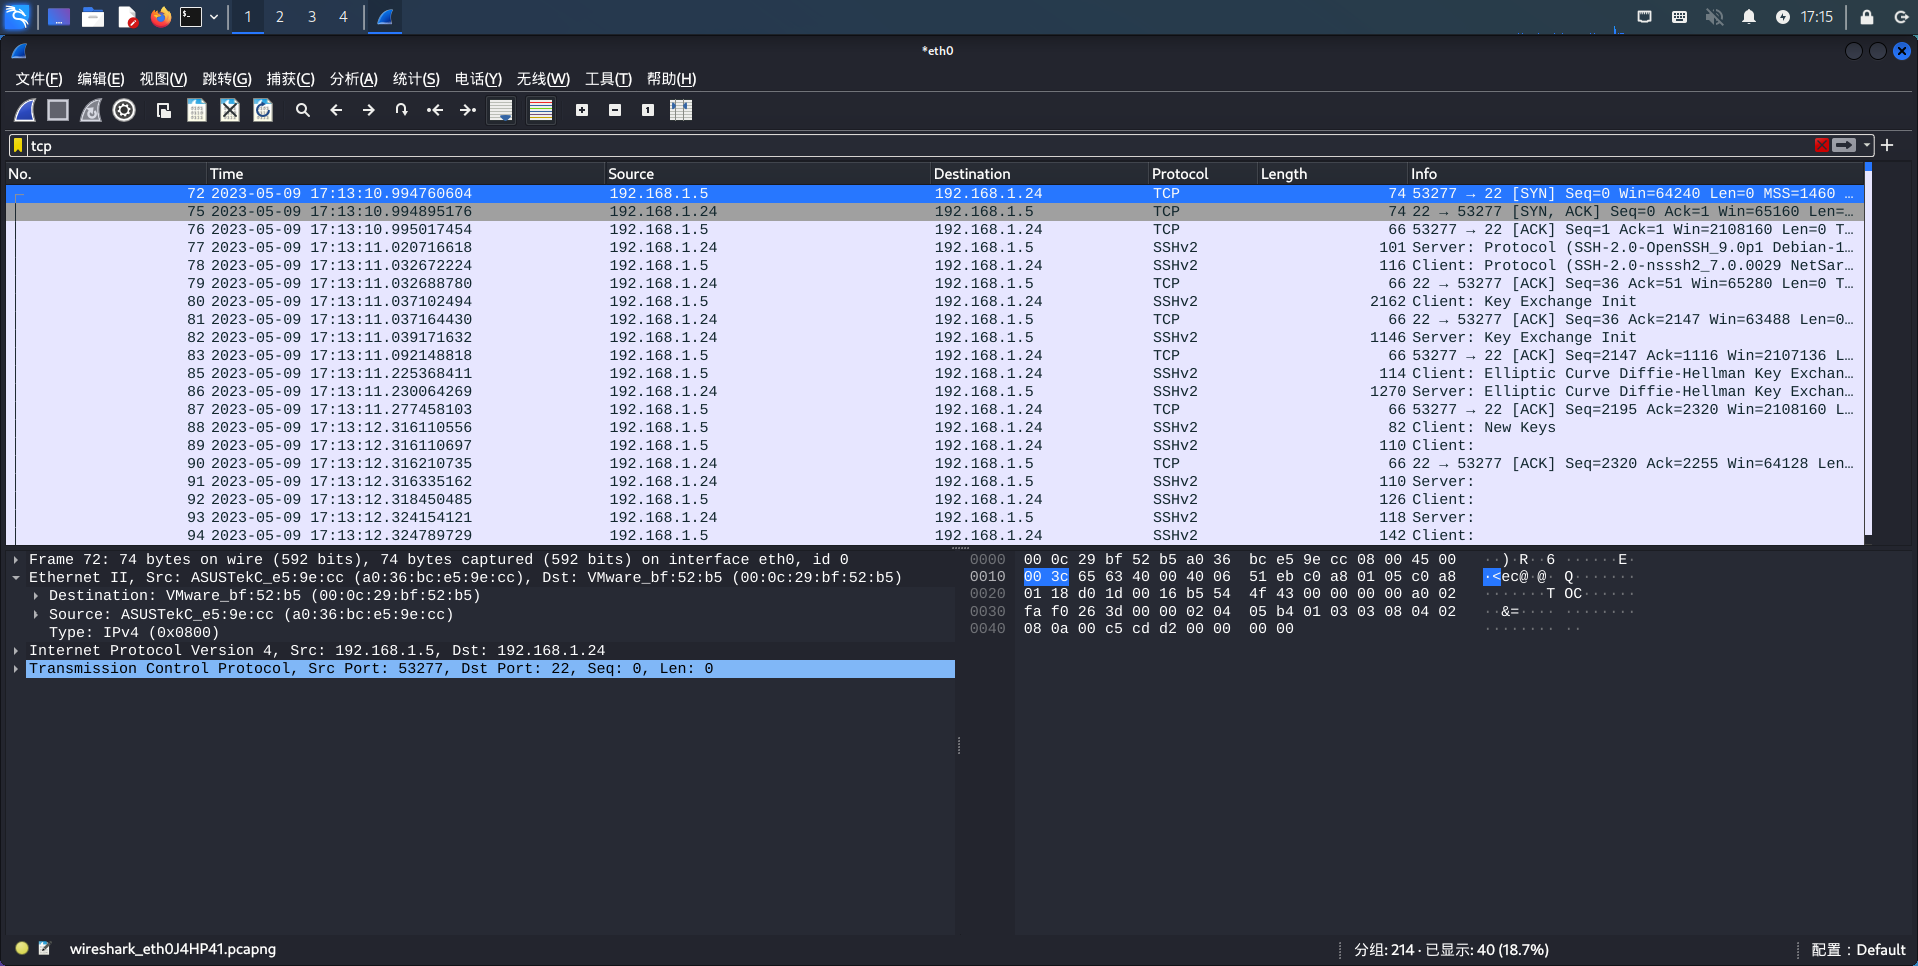 1 2 3 4 17:15
*eth0
文件(F) 编辑(E) 视图(V) 跳转(G) 捕获(C) 分析(A) 统计(S) 电话(Y) 无线(W) 工具(T) 帮助(H)
tcp
No. Time Source Destination Protocol Length Info
72 2023-05-09 17:13:10.994760604 192.168.1.5 192.168.1.24 TCP 74 53277 → 22 [SYN] Seq=0 Win=64240 Len=0 MSS=1460 …
75 2023-05-09 17:13:10.994895176 192.168.1.24 192.168.1.5 TCP 74 22 → 53277 [SYN, ACK] Seq=0 Ack=1 Win=65160 Len=…
76 2023-05-09 17:13:10.995017454 192.168.1.5 192.168.1.24 TCP 66 53277 → 22 [ACK] Seq=1 Ack=1 Win=2108160 Len=0 T…
77 2023-05-09 17:13:11.020716618 192.168.1.24 192.168.1.5 SSHv2 101 Server: Protocol (SSH-2.0-OpenSSH_9.0p1 Debian-1…
78 2023-05-09 17:13:11.032672224 192.168.1.5 192.168.1.24 SSHv2 116 Client: Protocol (SSH-2.0-nsssh2_7.0.0029 NetSar…
79 2023-05-09 17:13:11.032688780 192.168.1.24 192.168.1.5 TCP 66 22 → 53277 [ACK] Seq=36 Ack=51 Win=65280 Len=0 T…
80 2023-05-09 17:13:11.037102494 192.168.1.5 192.168.1.24 SSHv2 2162 Client: Key Exchange Init
81 2023-05-09 17:13:11.037164430 192.168.1.24 192.168.1.5 TCP 66 22 → 53277 [ACK] Seq=36 Ack=2147 Win=63488 Len=0…
82 2023-05-09 17:13:11.039171632 192.168.1.24 192.168.1.5 SSHv2 1146 Server: Key Exchange Init
83 2023-05-09 17:13:11.092148818 192.168.1.5 192.168.1.24 TCP 66 53277 → 22 [ACK] Seq=2147 Ack=1116 Win=2107136 L…
85 2023-05-09 17:13:11.225368411 192.168.1.5 192.168.1.24 SSHv2 114 Client: Elliptic Curve Diffie-Hellman Key Exchan…
86 2023-05-09 17:13:11.230064269 192.168.1.24 192.168.1.5 SSHv2 1270 Server: Elliptic Curve Diffie-Hellman Key Exchan…
87 2023-05-09 17:13:11.277458103 192.168.1.5 192.168.1.24 TCP 66 53277 → 22 [ACK] Seq=2195 Ack=2320 Win=2108160 L…
88 2023-05-09 17:13:12.316110556 192.168.1.5 192.168.1.24 SSHv2 82 Client: New Keys
89 2023-05-09 17:13:12.316110697 192.168.1.5 192.168.1.24 SSHv2 110 Client:
90 2023-05-09 17:13:12.316210735 192.168.1.24 192.168.1.5 TCP 66 22 → 53277 [ACK] Seq=2320 Ack=2255 Win=64128 Len…
91 2023-05-09 17:13:12.316335162 192.168.1.24 192.168.1.5 SSHv2 110 Server:
92 2023-05-09 17:13:12.318450485 192.168.1.5 192.168.1.24 SSHv2 126 Client:
93 2023-05-09 17:13:12.324154121 192.168.1.24 192.168.1.5 SSHv2 118 Server:
94 2023-05-09 17:13:12.324789729 192.168.1.5 192.168.1.24 SSHv2 142 Client:
Frame 72: 74 bytes on wire (592 bits), 74 bytes captured (592 bits) on interface eth0, id 0
Ethernet II, Src: ASUSTekC_e5:9e:cc (a0:36:bc:e5:9e:cc), Dst: VMware_bf:52:b5 (00:0c:29:bf:52:b5)
Destination: VMware_bf:52:b5 (00:0c:29:bf:52:b5)
Source: ASUSTekC_e5:9e:cc (a0:36:bc:e5:9e:cc)
Type: IPv4 (0x0800)
Internet Protocol Version 4, Src: 192.168.1.5, Dst: 192.168.1.24
Transmission Control Protocol, Src Port: 53277, Dst Port: 22, Seq: 0, Len: 0
0000 00 0c 29 bf 52 b5 a0 36 bc e5 9e cc 08 00 45 00 ··)·R··6 ······E·
0010 00 3c 65 63 40 00 40 06 51 eb c0 a8 01 05 c0 a8 ·<ec@·@· Q·······
0020 01 18 d0 1d 00 16 b5 54 4f 43 00 00 00 00 a0 02 ·······T OC······
0030 fa f0 26 3d 00 00 02 04 05 b4 01 03 03 08 04 02 ··&=···· ········
0040 08 0a 00 c5 cd d2 00 00 00 00 ········ ··
wireshark_eth0J4HP41.pcapng 分组: 214 · 已显示: 40 (18.7%) 配置：Default